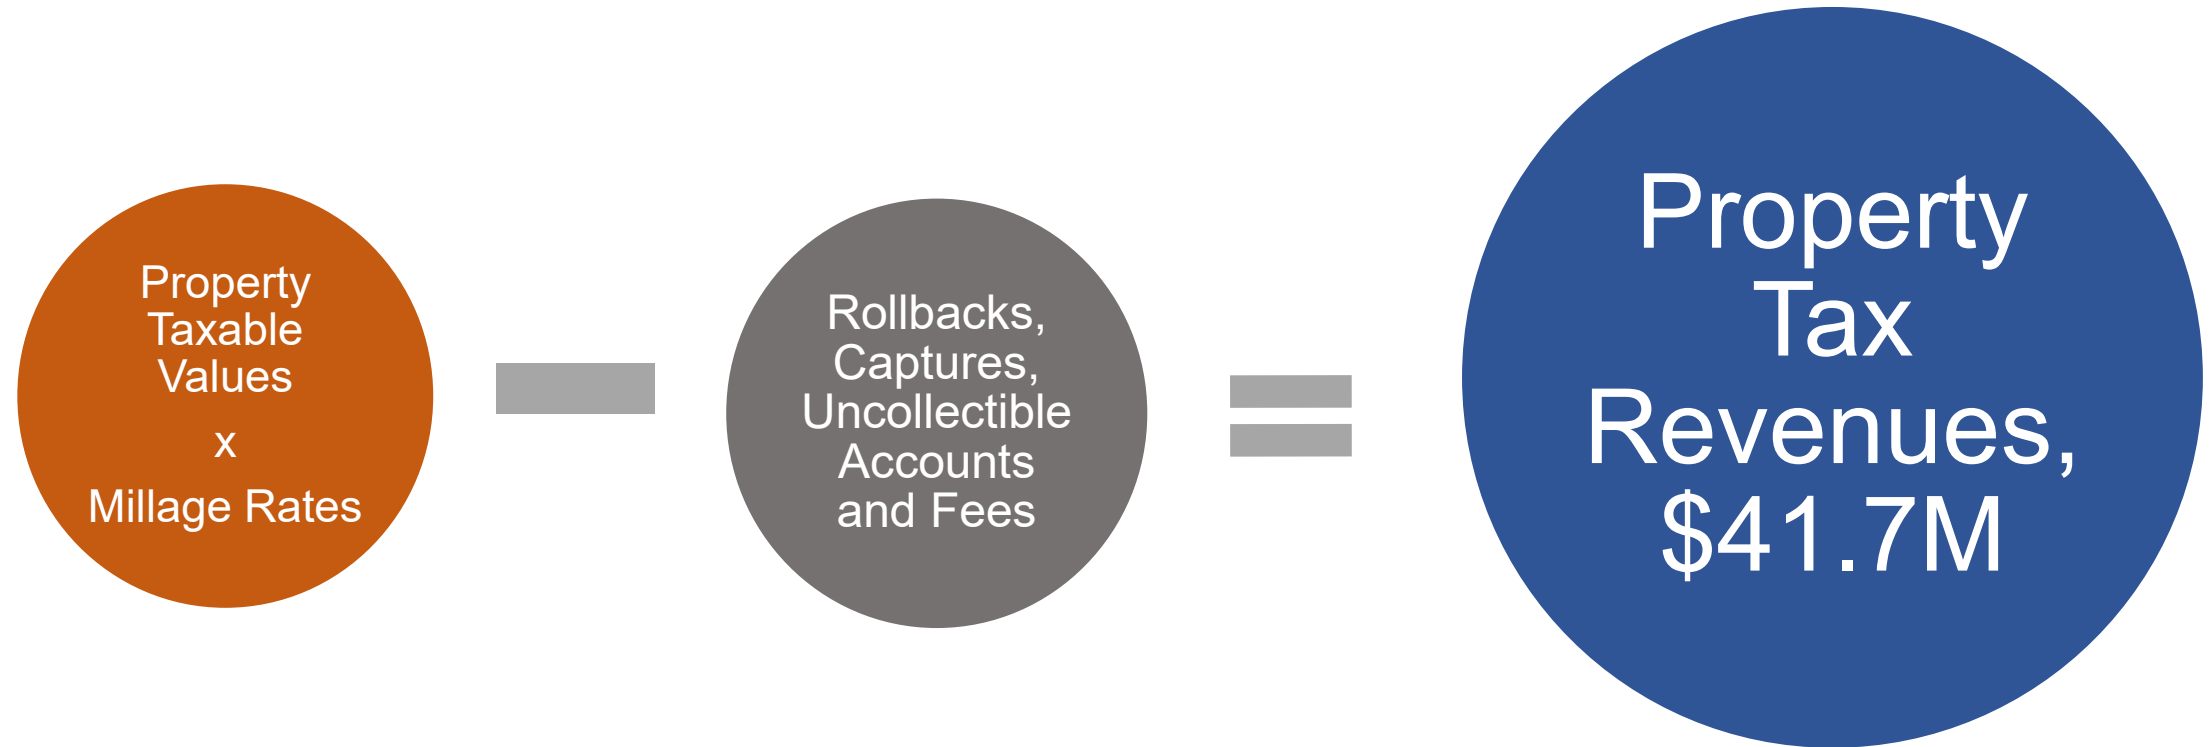 Property
Taxable
Values
x
Millage Rates
Rollbacks,
Captures,
Uncollectible
Accounts
and Fees
Property
Tax
Revenues,
$41.7M